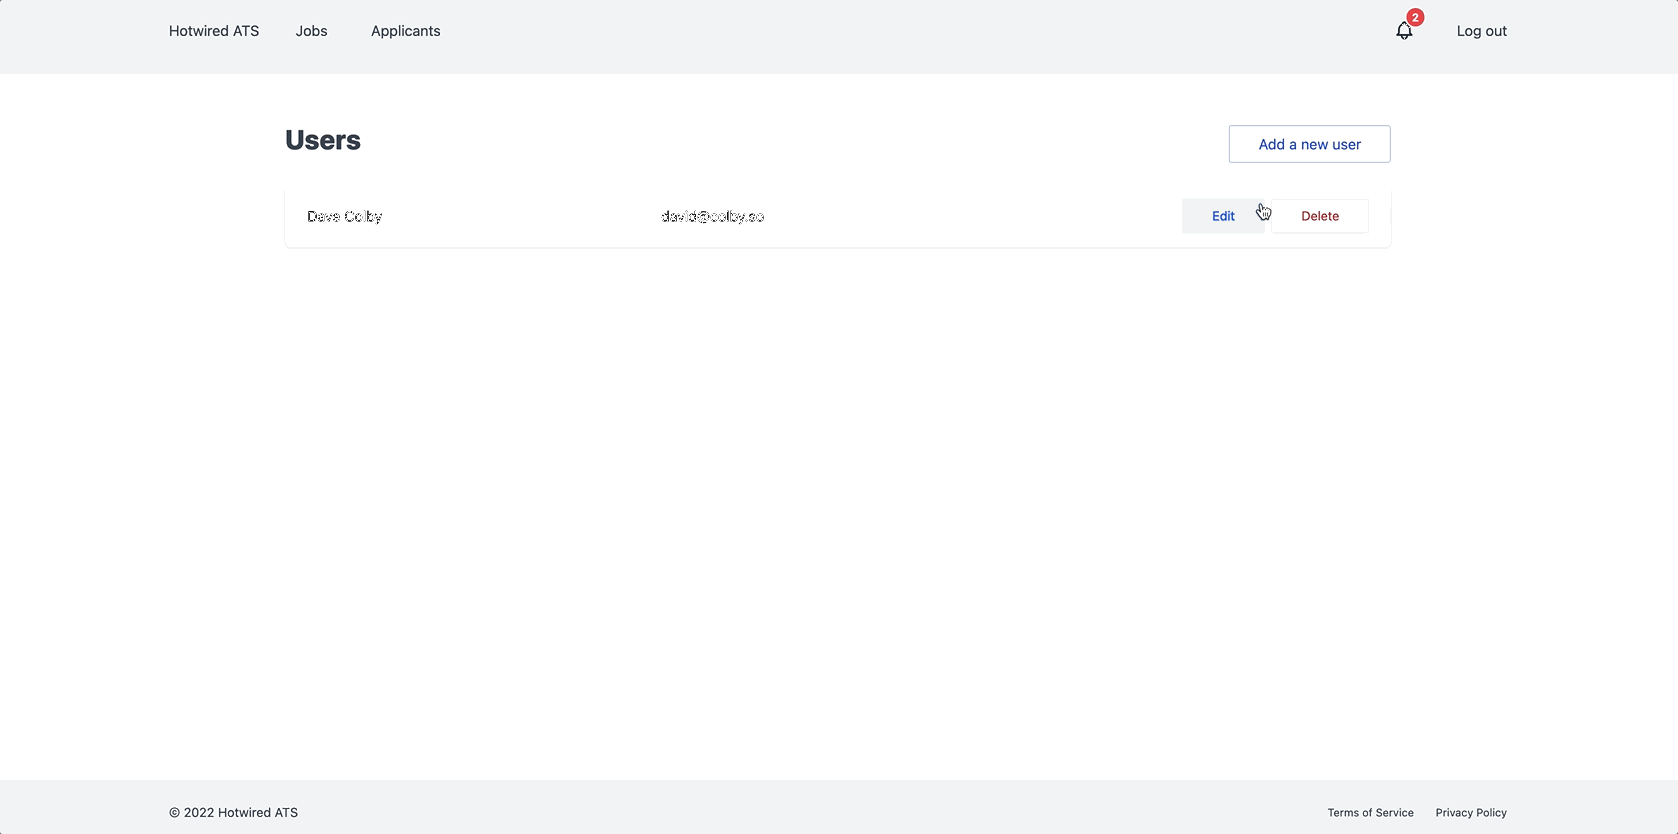 Hotwired ATS Jobs Applicants 2 Log out
Users Add a new user
Dave Colby david@colby.so Edit Delete
© 2022 Hotwired ATS Terms of Service Privacy Policy